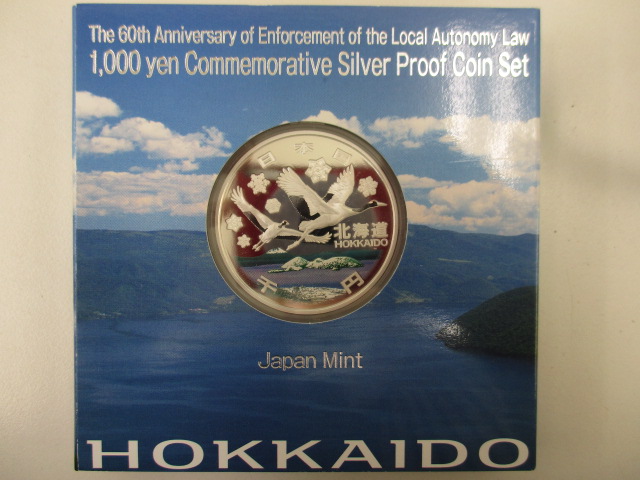 The 60th Anniversary of Enforcement of the Local Autonomy Law
1,000 yen Commemorative Silver Proof Coin Set
日本国
北海道
HOKKAIDO
千円
Japan Mint
HOKKAIDO